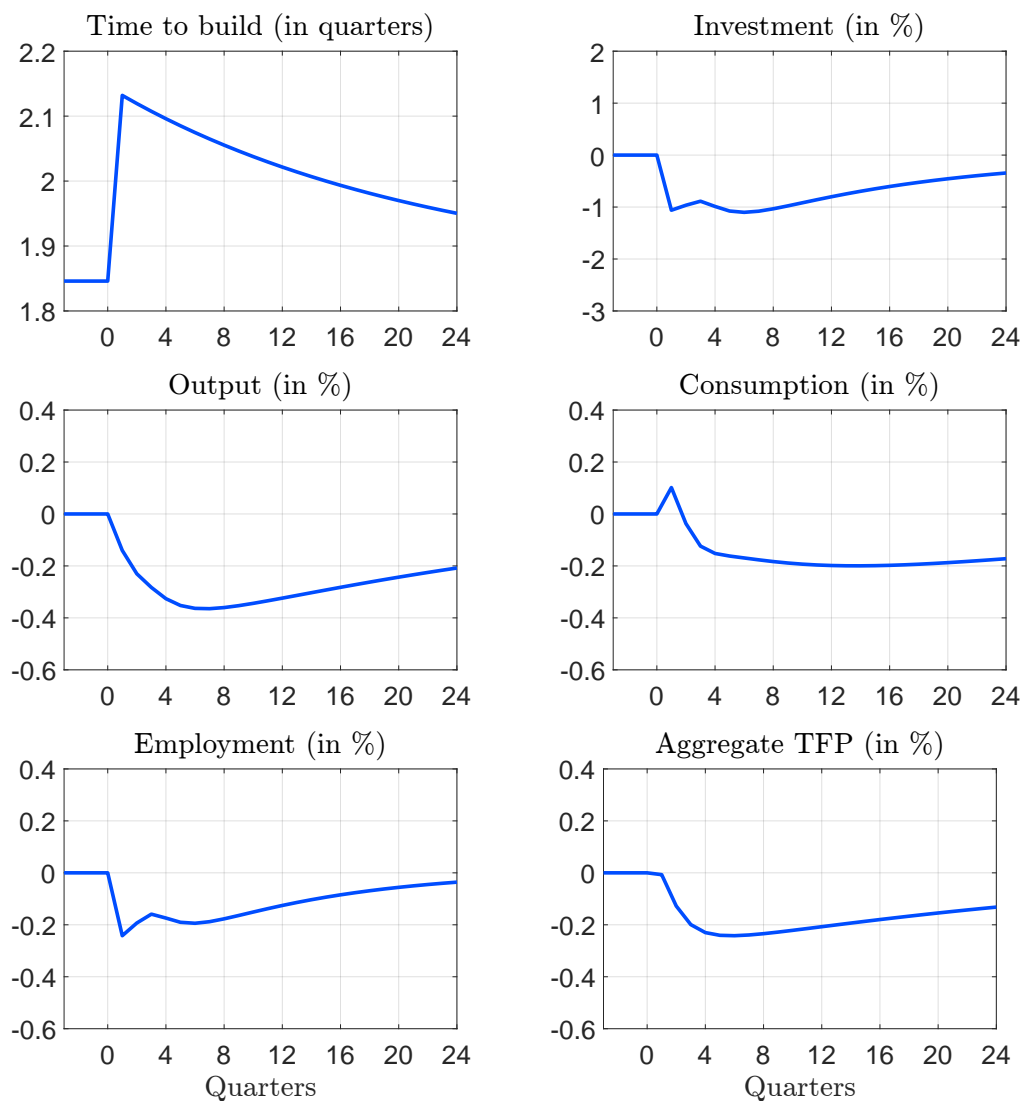 Time to build (in quarters)
2.2
2.1
2
1.9
1.8
0 4 8 12 16 20 24
Investment (in %)
2
1
0
-1
-2
-3
0 4 8 12 16 20 24
Output (in %)
0.4
0.2
0
-0.2
-0.4
-0.6
0 4 8 12 16 20 24
Consumption (in %)
0.4
0.2
0
-0.2
-0.4
-0.6
0 4 8 12 16 20 24
Employment (in %)
0.4
0.2
0
-0.2
-0.4
-0.6
0 4 8 12 16 20 24
Quarters
Aggregate TFP (in %)
0.4
0.2
0
-0.2
-0.4
-0.6
0 4 8 12 16 20 24
Quarters